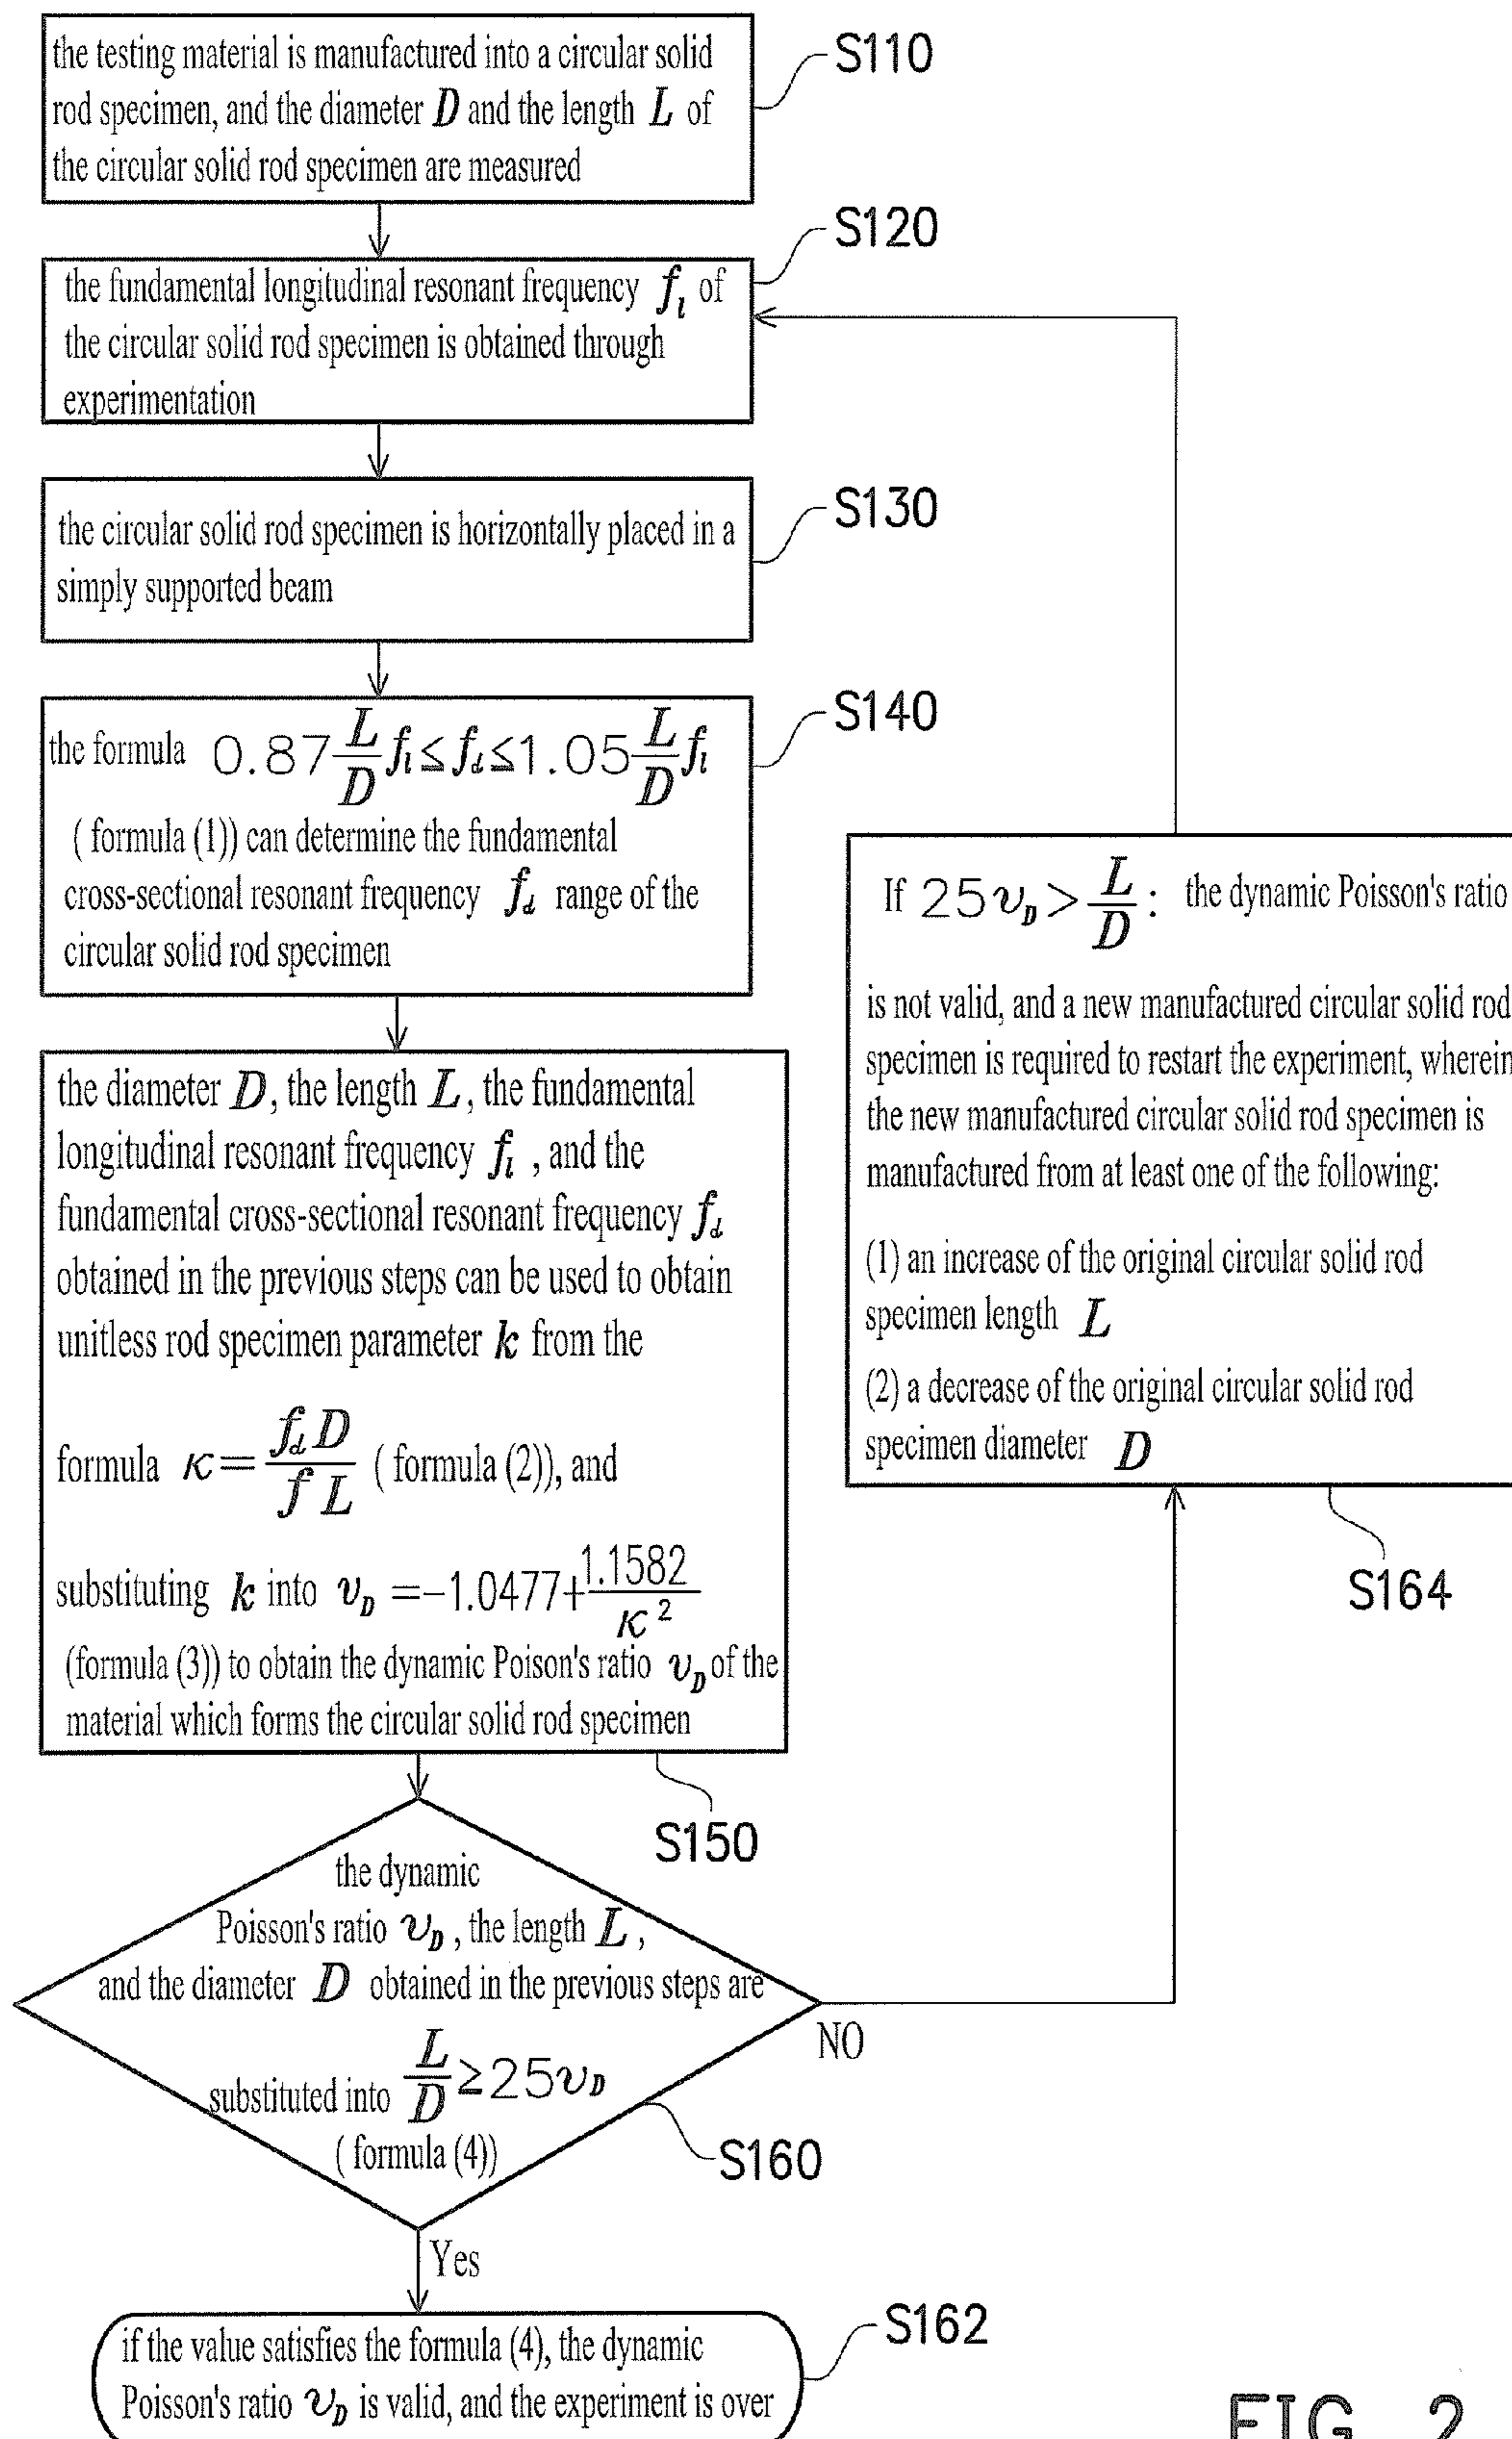 the testing material is manufactured into a circular solid
rod specimen, and the diameter D and the length L of
the circular solid rod specimen are measured
S110
the fundamental longitudinal resonant frequency f_l of
the circular solid rod specimen is obtained through
experimentation
S120
the circular solid rod specimen is horizontally placed in a
simply supported beam
S130
the formula 0.87 L/D f_l ≤ f_d ≤ 1.05 L/D f_l
( formula (1)) can determine the fundamental
cross-sectional resonant frequency f_d range of the
circular solid rod specimen
S140
the diameter D, the length L, the fundamental
longitudinal resonant frequency f_l , and the
fundamental cross-sectional resonant frequency f_d
obtained in the previous steps can be used to obtain
unitless rod specimen parameter k from the
formula κ = f_d D / f L ( formula (2)), and
substituting k into υ_D = −1.0477 + 1.1582 / κ²
(formula (3)) to obtain the dynamic Poison's ratio υ_D of the
material which forms the circular solid rod specimen
S150
the dynamic
Poisson's ratio υ_D , the length L ,
and the diameter D obtained in the previous steps are
substituted into L/D ≥ 25υ_D
( formula (4))
S160
NO
Yes
if the value satisfies the formula (4), the dynamic
Poisson's ratio υ_D is valid, and the experiment is over
S162
If 25υ_D > L/D : the dynamic Poisson's ratio
is not valid, and a new manufactured circular solid rod
specimen is required to restart the experiment, wherein
the new manufactured circular solid rod specimen is
manufactured from at least one of the following:
(1) an increase of the original circular solid rod
specimen length L
(2) a decrease of the original circular solid rod
specimen diameter D
S164
FIG. 2